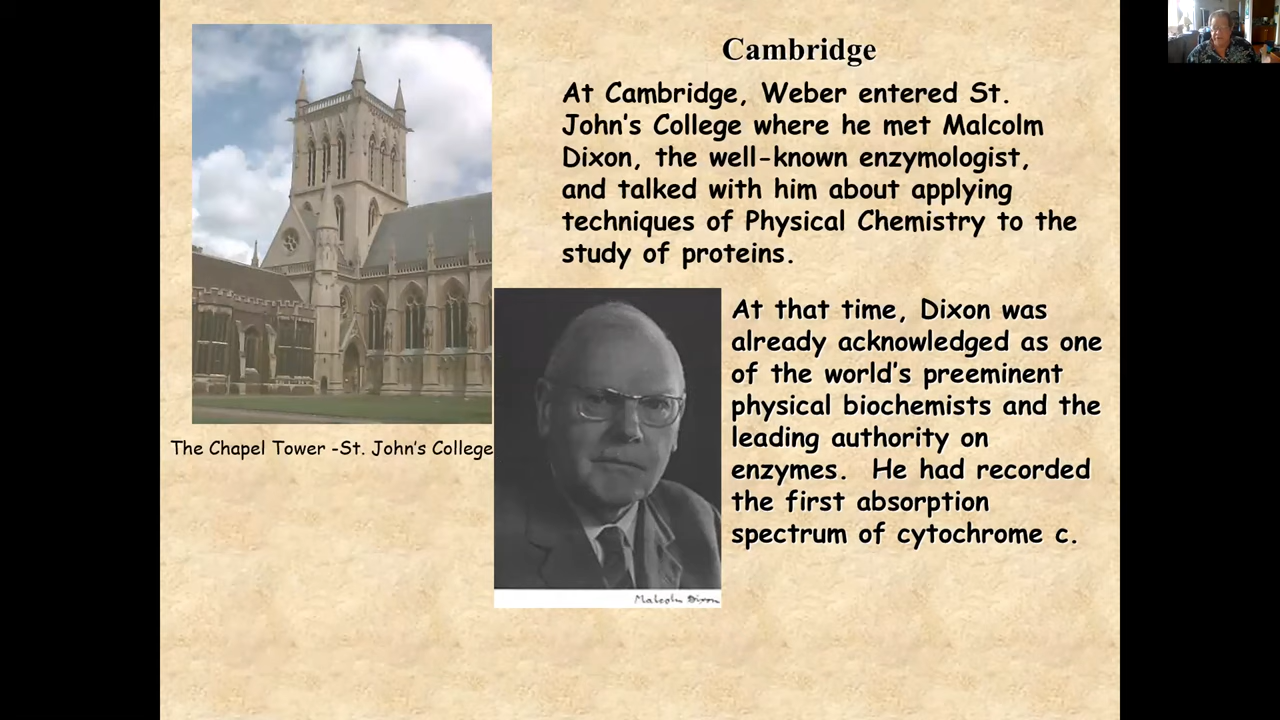 Cambridge
At Cambridge, Weber entered St.
John's College where he met Malcolm
Dixon, the well-known enzymologist,
and talked with him about applying
techniques of Physical Chemistry to the
study of proteins.
The Chapel Tower -St. John's College
At that time, Dixon was
already acknowledged as one
of the world's preeminent
physical biochemists and the
leading authority on
enzymes.  He had recorded
the first absorption
spectrum of cytochrome c.
Malcolm Dixon